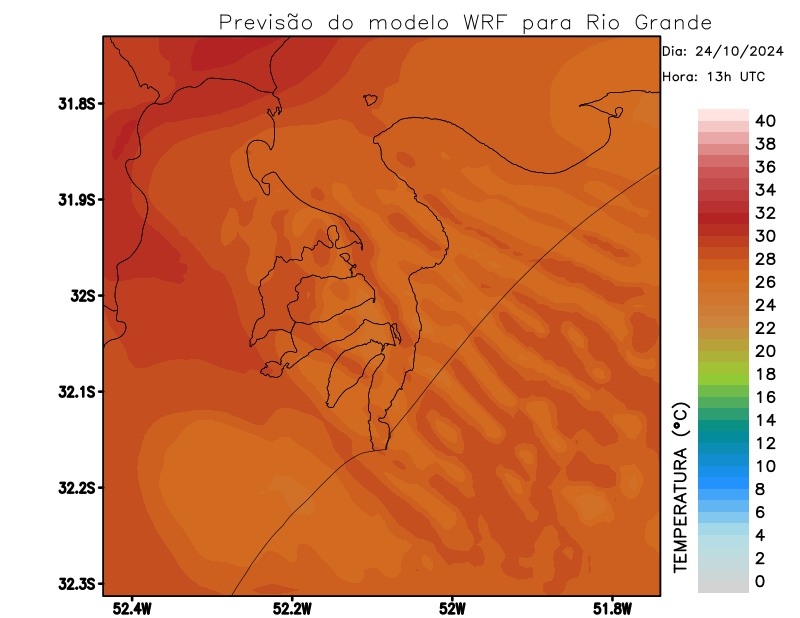 Previsão do modelo WRF para Rio Grande
Dia: 24/10/2024
Hora: 13h UTC
31.8S
31.9S
32S
32.1S
32.2S
32.3S
52.4W
52.2W
52W
51.8W
TEMPERATURA (°C)
40
38
36
34
32
30
28
26
24
22
20
18
16
14
12
10
8
6
4
2
0